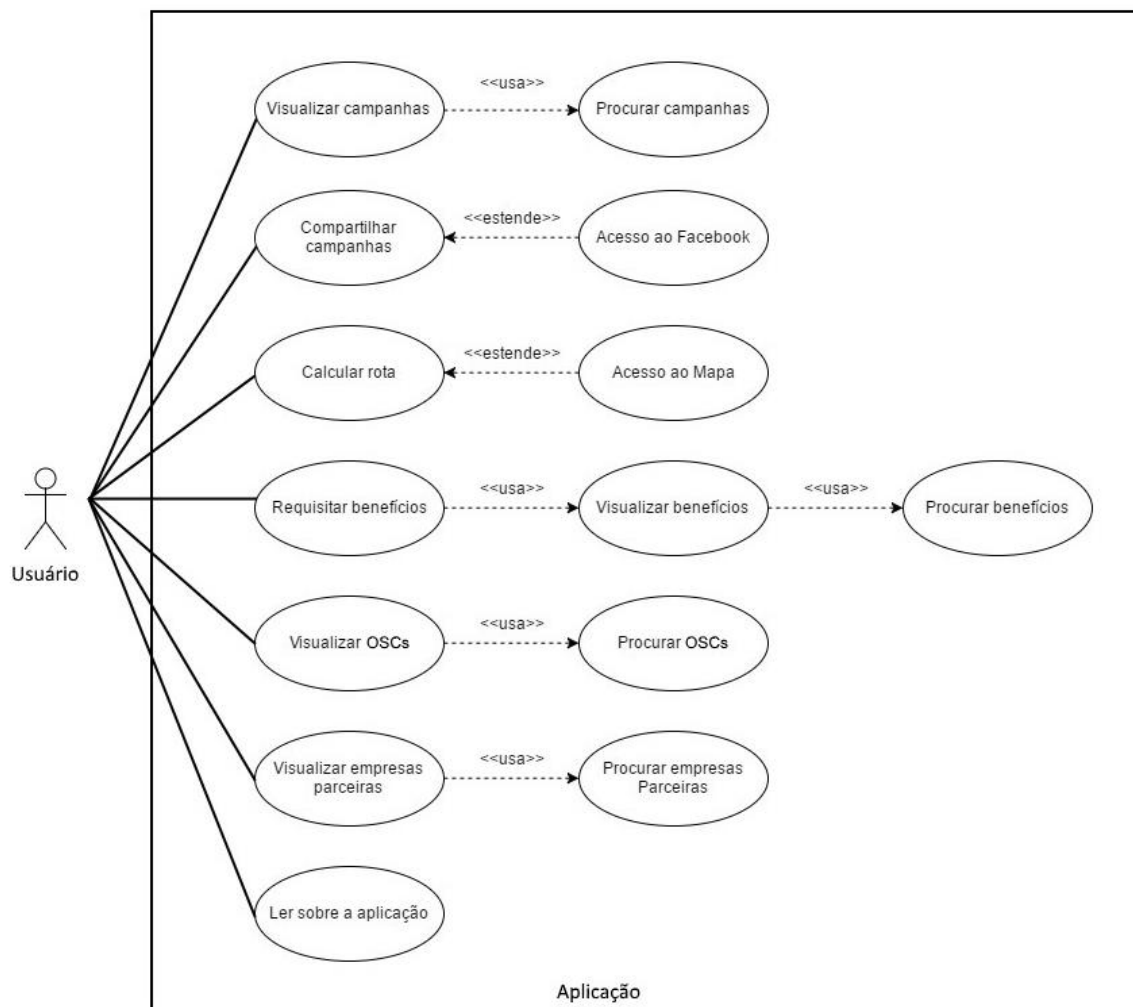 Visualizar campanhas
<<usa>>
Procurar campanhas
Compartilhar
campanhas
<<estende>>
Acesso ao Facebook
Calcular rota
<<estende>>
Acesso ao Mapa
Requisitar benefícios
<<usa>>
Visualizar benefícios
<<usa>>
Procurar benefícios
Usuário
Visualizar OSCs
<<usa>>
Procurar OSCs
Visualizar empresas
parceiras
<<usa>>
Procurar empresas
Parceiras
Ler sobre a aplicação
Aplicação